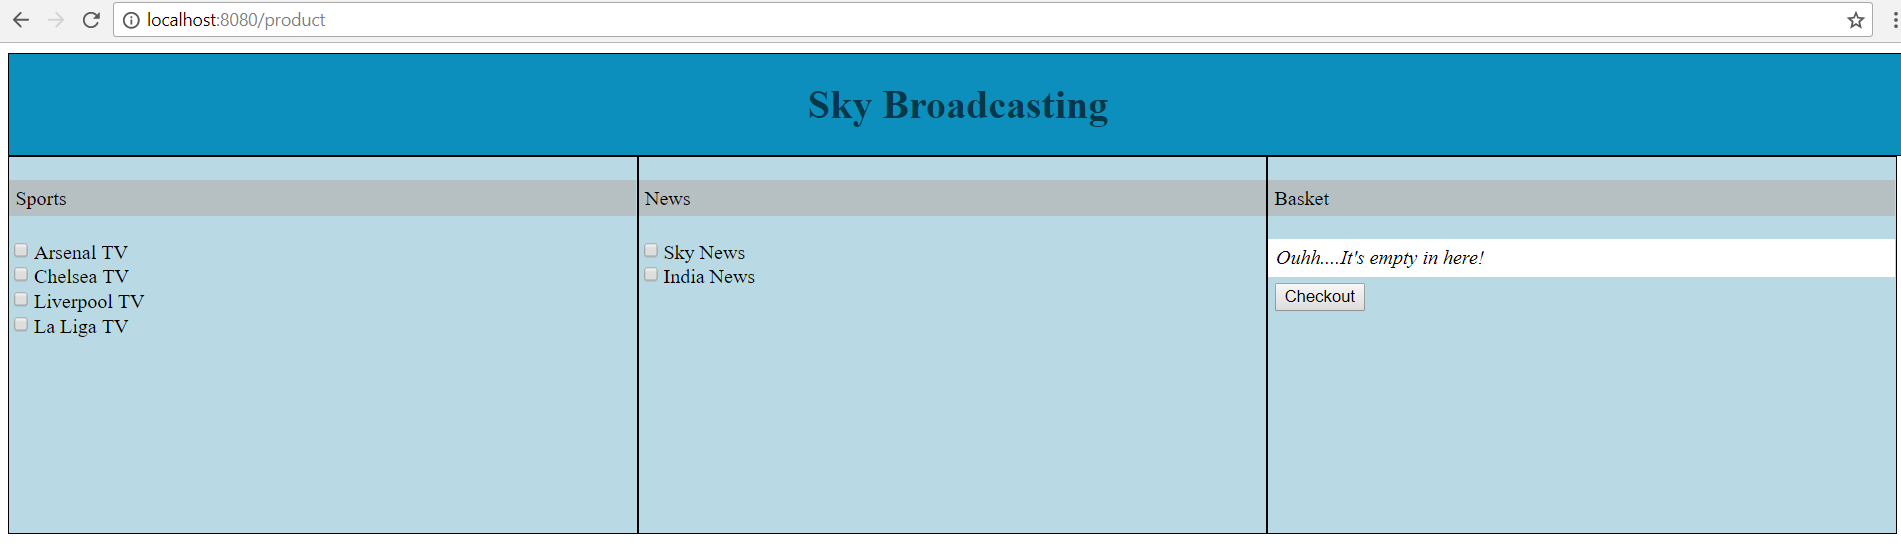 localhost:8080/product
Sky Broadcasting
Sports
Arsenal TV
Chelsea TV
Liverpool TV
La Liga TV
News
Sky News
India News
Basket
Ouhh....It's empty in here!
Checkout